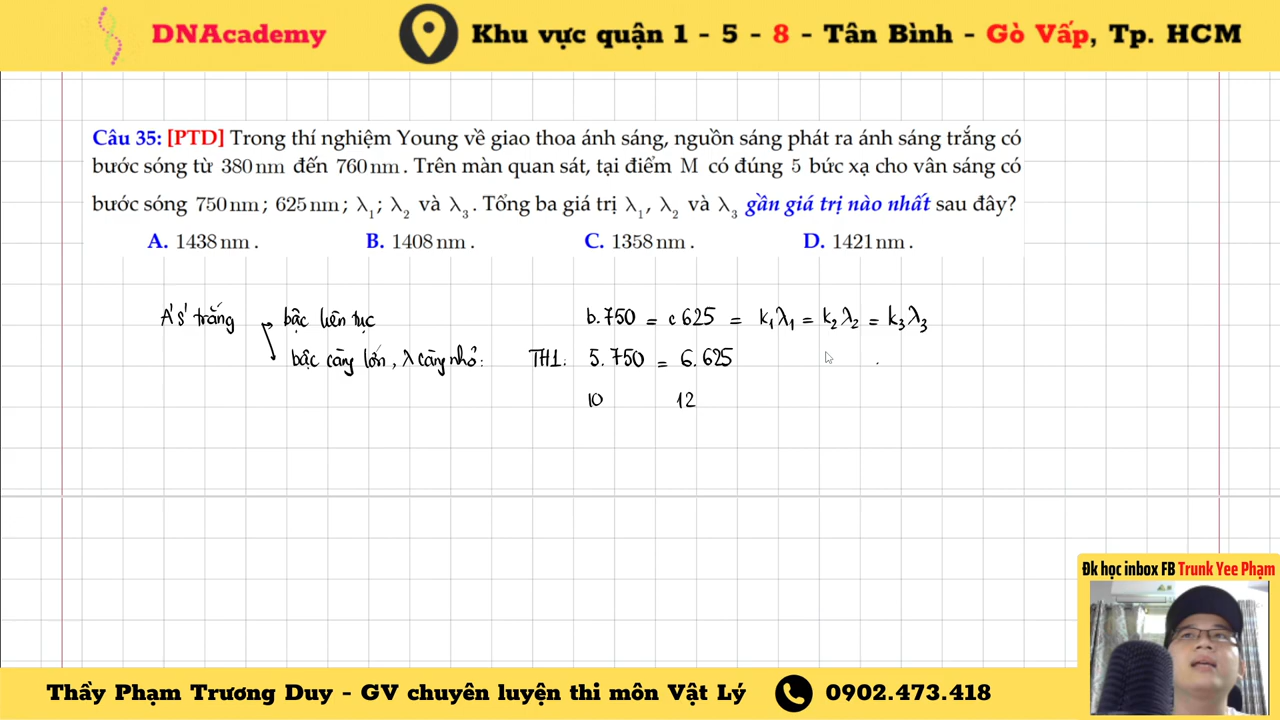 DNAcademy
Khu vực quận 1 - 5 - 8 - Tân Bình - Gò Vấp, Tp. HCM
Câu 35: [PTD] Trong thí nghiệm Young về giao thoa ánh sáng, nguồn sáng phát ra ánh sáng trắng có
bước sóng từ 380 nm đến 760 nm. Trên màn quan sát, tại điểm M có đúng 5 bức xạ cho vân sáng có
bước sóng 750 nm; 625 nm; λ₁; λ₂ và λ₃. Tổng ba giá trị λ₁, λ₂ và λ₃ gần giá trị nào nhất sau đây?
A. 1438 nm. B. 1408 nm. C. 1358 nm. D. 1421 nm.
A's' trắng → bậc liên tục
bậc càng lớn, λ càng nhỏ:
b.750 = c 625 = k₁λ₁ = k₂λ₂ = k₃λ₃
TH1: 5.750 = 6.625
10 12
Đk học inbox FB Trunk Yee Phạm
Thầy Phạm Trương Duy - GV chuyên luyện thi môn Vật Lý 0902.473.418